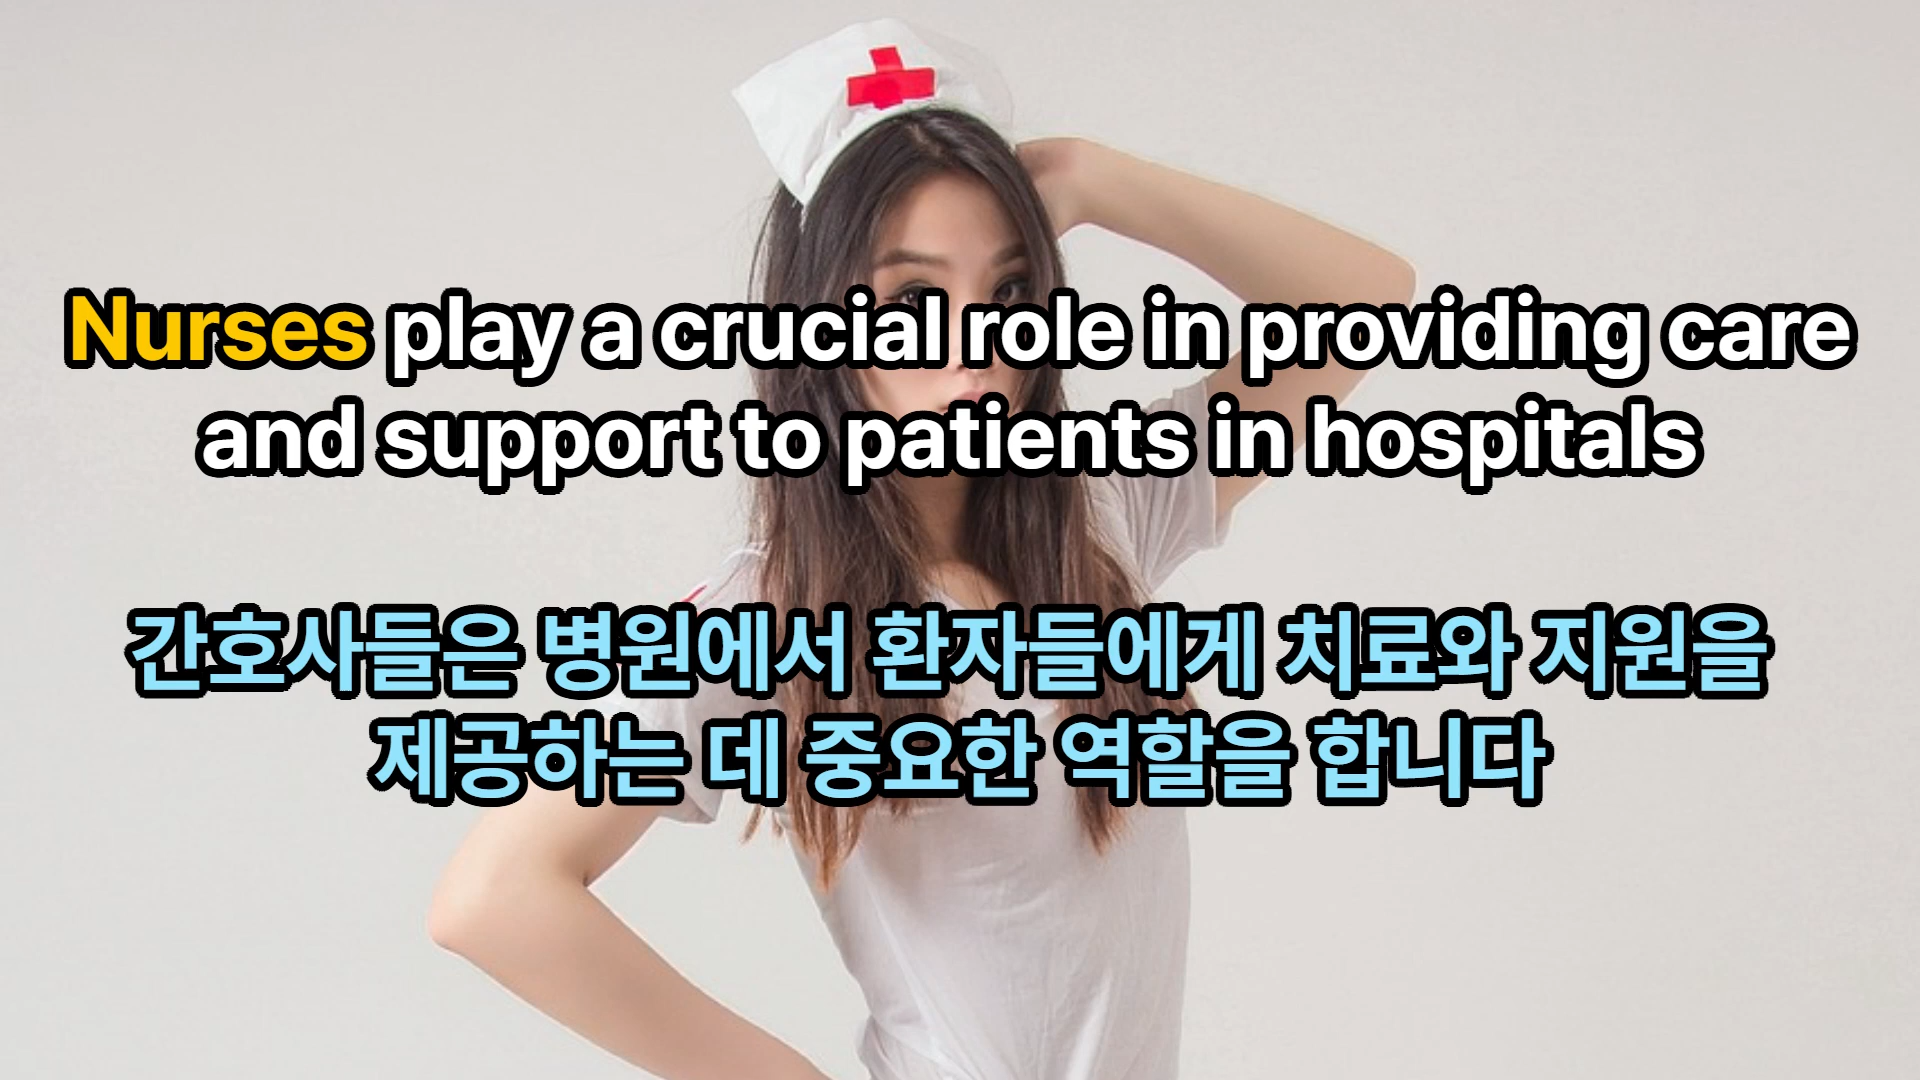 Nurses play a crucial role in providing care
and support to patients in hospitals
간호사들은 병원에서 환자들에게 치료와 지원을
제공하는 데 중요한 역할을 합니다